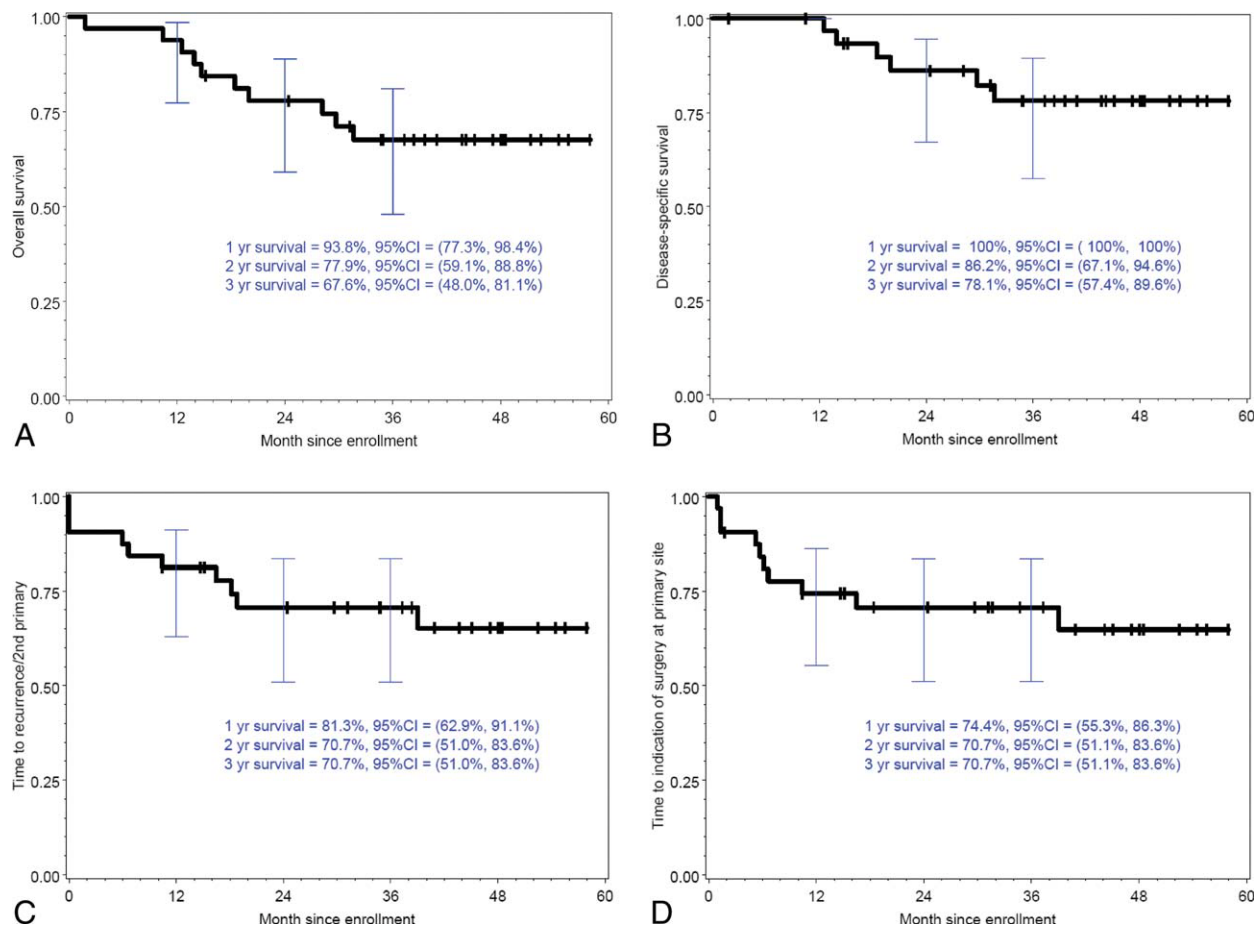 1.00
0.75
0.50
0.25
0.00
Overall survival
1 yr survival = 93.8%, 95%CI = (77.3%, 98.4%)
2 yr survival = 77.9%, 95%CI = (59.1%, 88.8%)
3 yr survival = 67.6%, 95%CI = (48.0%, 81.1%)
0 12 24 36 48 60
Month since enrollment
A
1.00
0.75
0.50
0.25
0.00
Disease-specific survival
1 yr survival = 100%, 95%CI = ( 100%, 100%)
2 yr survival = 86.2%, 95%CI = (67.1%, 94.6%)
3 yr survival = 78.1%, 95%CI = (57.4%, 89.6%)
0 12 24 36 48 60
Month since enrollment
B
1.00
0.75
0.50
0.25
0.00
Time to recurrence/2nd primary
1 yr survival = 81.3%, 95%CI = (62.9%, 91.1%)
2 yr survival = 70.7%, 95%CI = (51.0%, 83.6%)
3 yr survival = 70.7%, 95%CI = (51.0%, 83.6%)
0 12 24 36 48 60
Month since enrollment
C
1.00
0.75
0.50
0.25
0.00
Time to indication of surgery at primary site
1 yr survival = 74.4%, 95%CI = (55.3%, 86.3%)
2 yr survival = 70.7%, 95%CI = (51.1%, 83.6%)
3 yr survival = 70.7%, 95%CI = (51.1%, 83.6%)
0 12 24 36 48 60
Month since enrollment
D